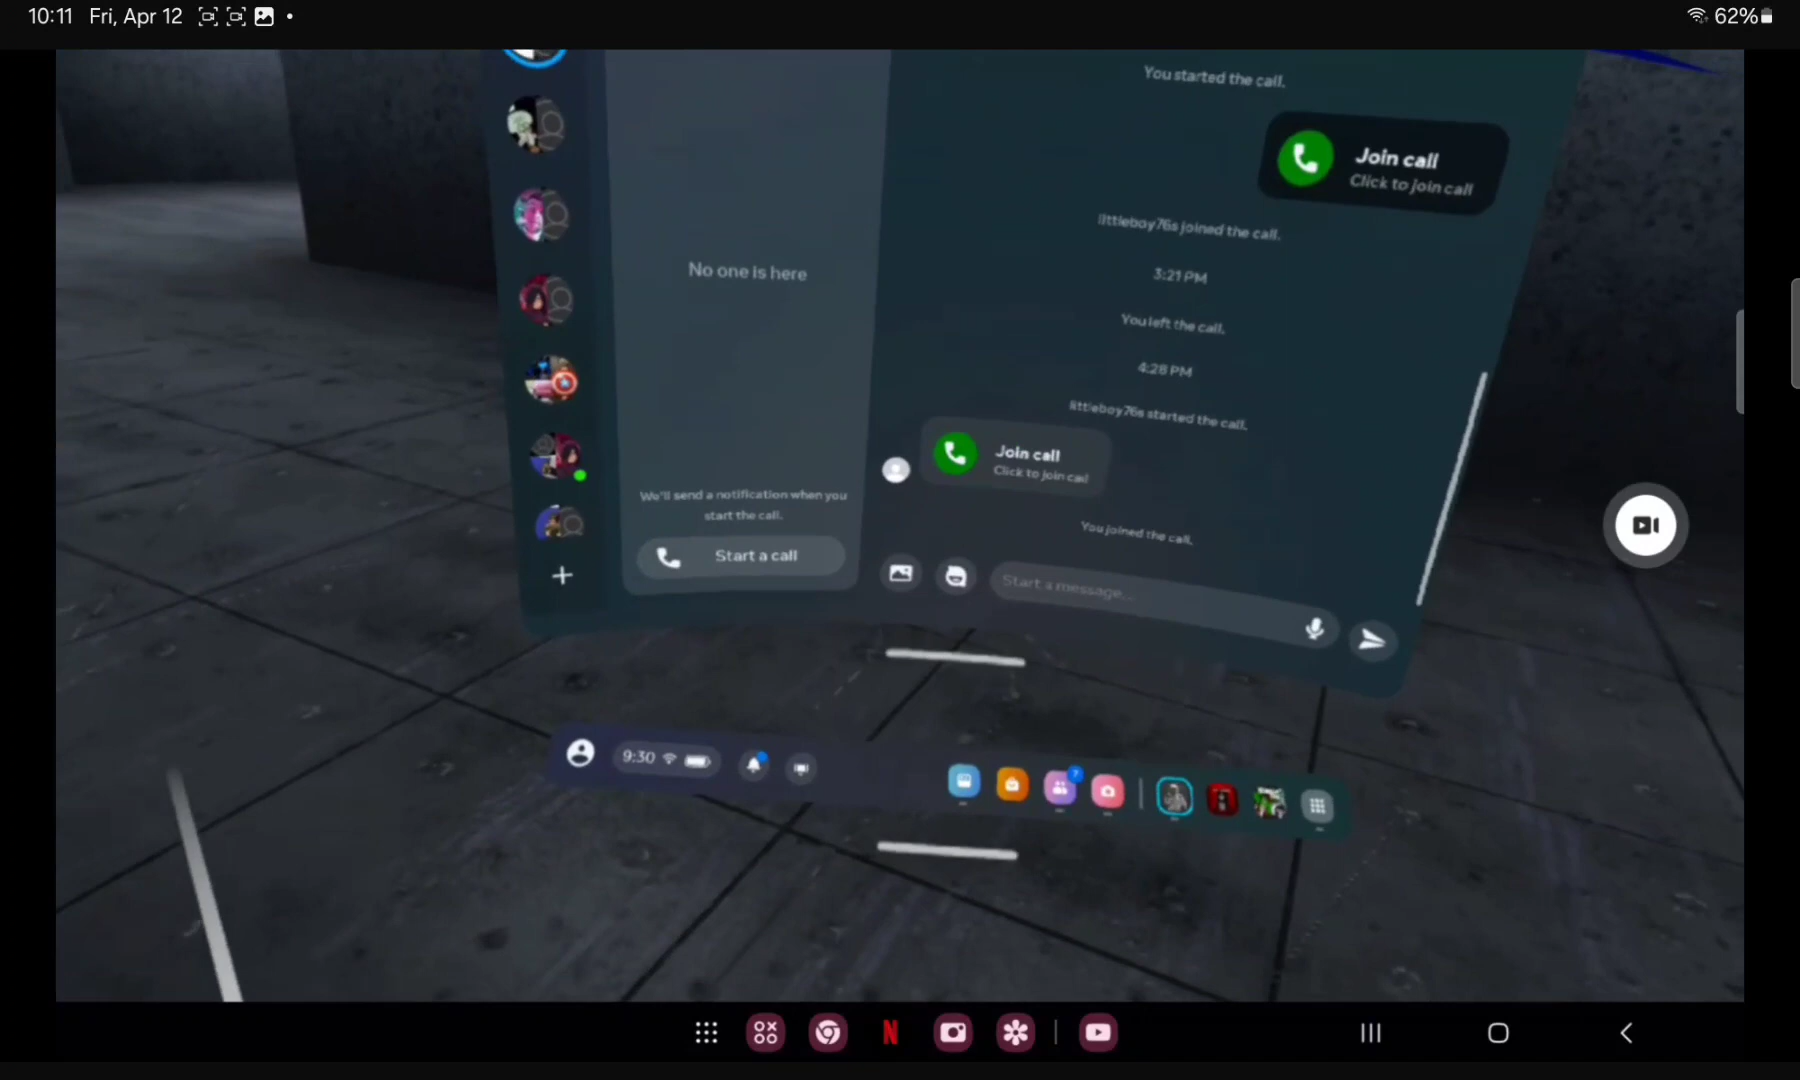 10:11 Fri, Apr 12
62%
You started the call.
Join call
Click to join call
littleboy76s joined the call.
3:21 PM
No one is here
You left the call.
4:28 PM
littleboy76s started the call.
Join call
Click to join call
We'll send a notification when you
start the call.
You joined the call.
Start a call
Start a message...
9:30
7
N